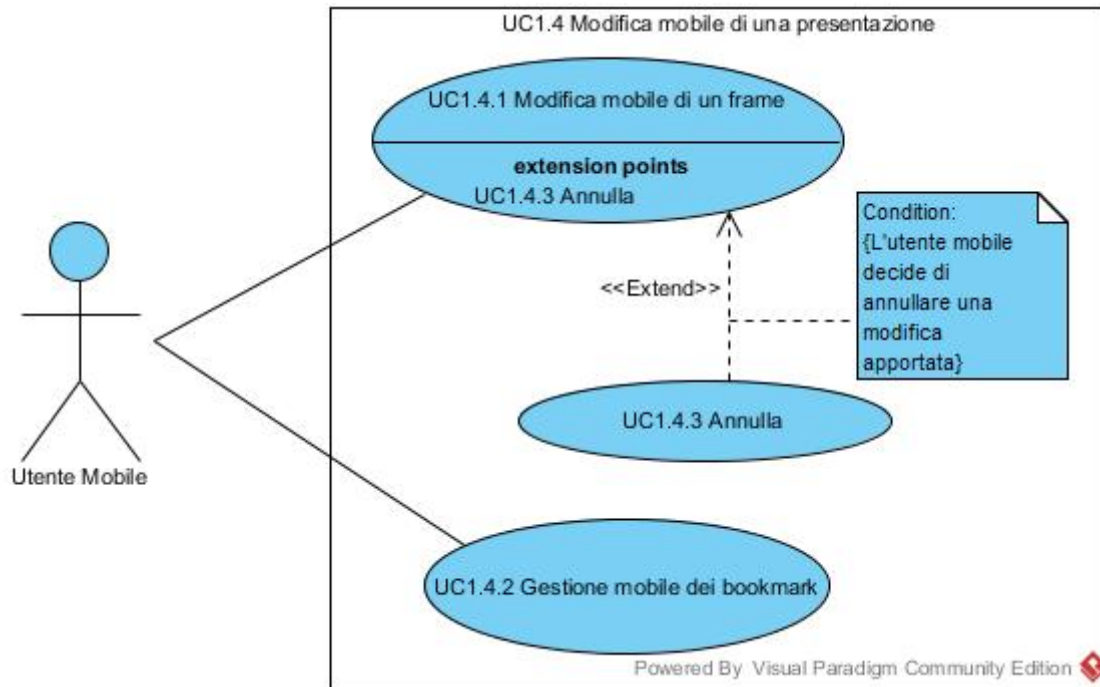 UC1.4 Modifica mobile di una presentazione
UC1.4.1 Modifica mobile di un frame
extension points
UC1.4.3 Annulla
Condition:
{L'utente mobile
decide di
annullare una
modifica
apportata}
<<Extend>>
UC1.4.3 Annulla
Utente Mobile
UC1.4.2 Gestione mobile dei bookmark
Powered By Visual Paradigm Community Edition